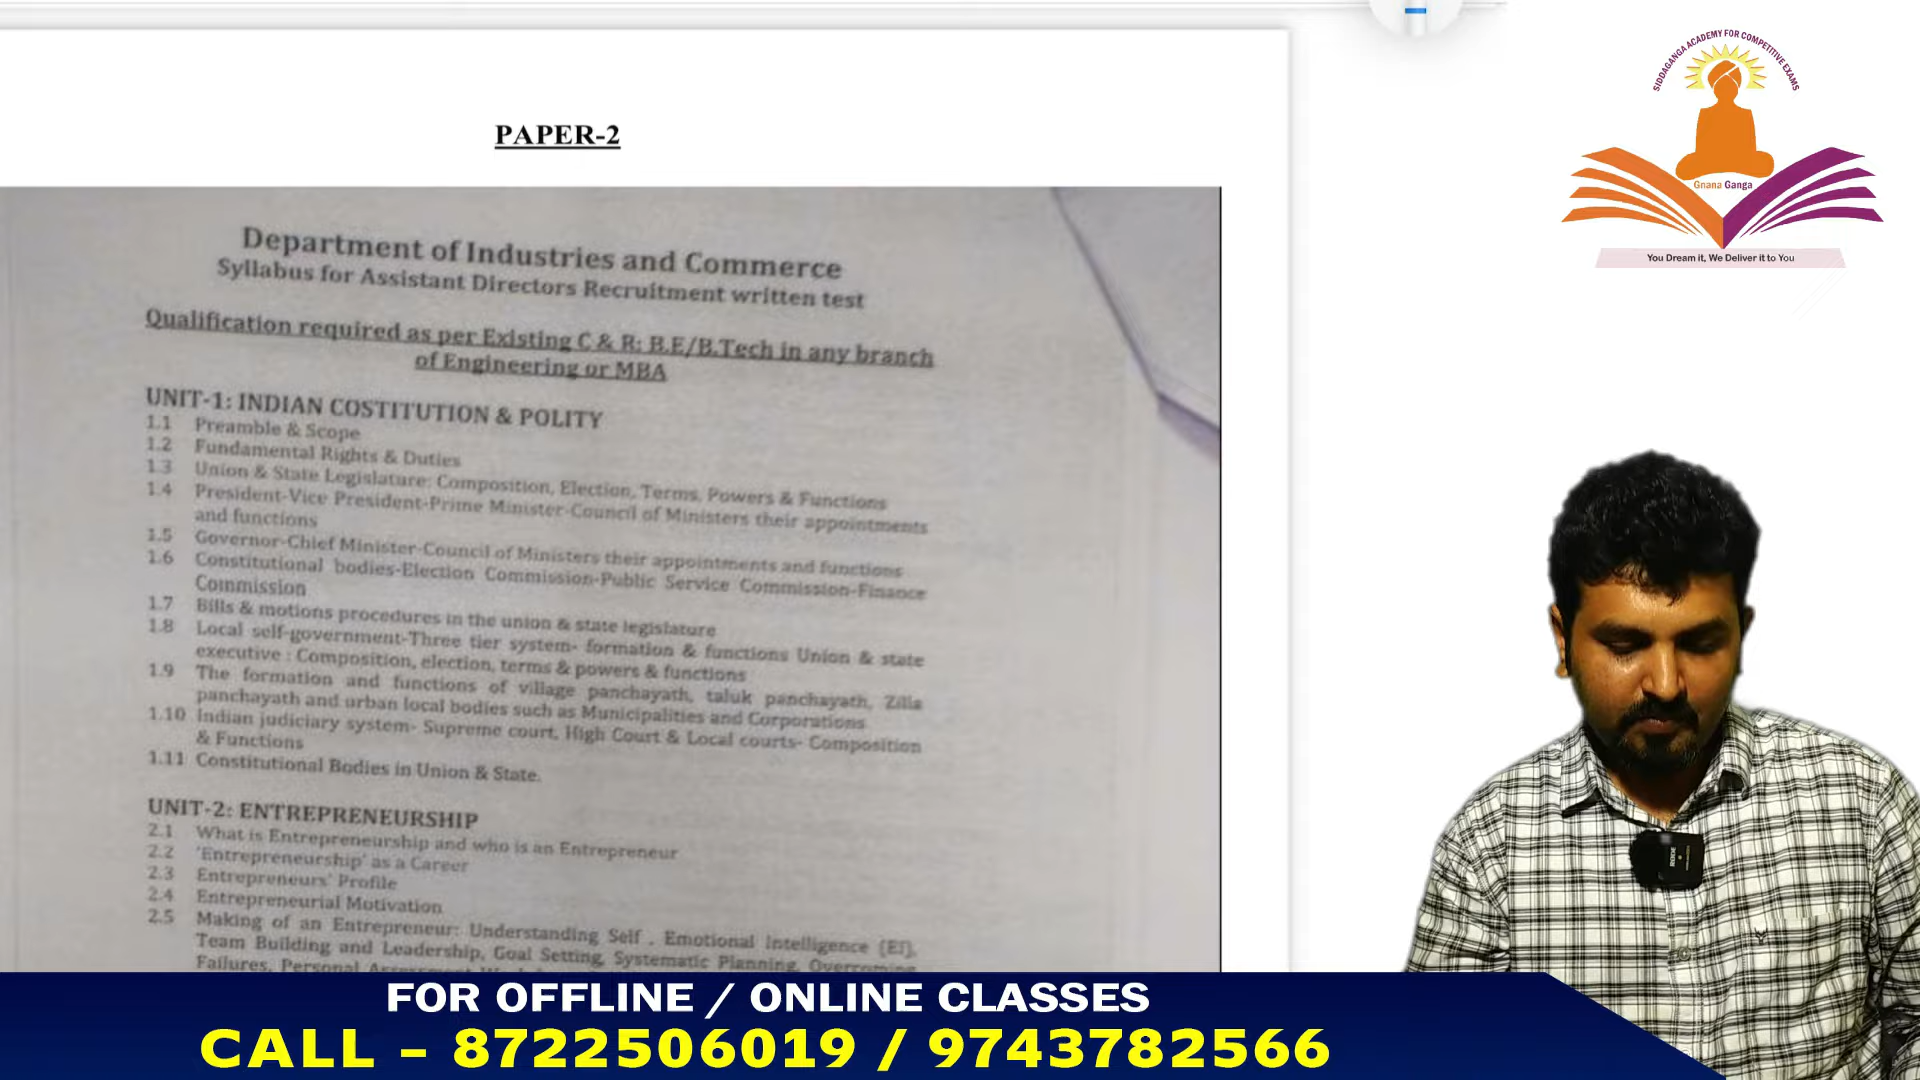 PAPER-2
Department of Industries and Commerce
Syllabus for Assistant Directors Recruitment written test
Qualification required as per Existing C & R: B.E/B.Tech in any branch
of Engineering or MBA
UNIT-1: INDIAN COSTITUTION & POLITY
1.1 Preamble & Scope
1.2 Fundamental Rights & Duties
1.3 Union & State Legislature: Composition, Election, Terms, Powers & Functions
1.4 President-Vice President-Prime Minister-Council of Ministers their appointments
and functions
1.5 Governor-Chief Minister-Council of Ministers their appointments and functions
1.6 Constitutional bodies-Election Commission-Public Service Commission-Finance
Commission
1.7 Bills & motions procedures in the union & state legislature
1.8 Local self-government-Three tier system- formation & functions Union & state
executive : Composition, election, terms & powers & functions
1.9 The formation and functions of village panchayath, taluk panchayath, Zilla
panchayath and urban local bodies such as Municipalities and Corporations
1.10 Indian judiciary system- Supreme court, High Court & Local courts- Composition
& Functions
1.11 Constitutional Bodies in Union & State.
UNIT-2: ENTREPRENEURSHIP
2.1 What is Entrepreneurship and who is an Entrepreneur
2.2 'Entrepreneurship' as a Career
2.3 Entrepreneurs' Profile
2.4 Entrepreneurial Motivation
2.5 Making of an Entrepreneur: Understanding Self , Emotional Intelligence (EI),
Team Building and Leadership, Goal Setting, Systematic Planning, Overcoming
Failures, Personal
SIDDAGANGA ACADEMY FOR COMPETITIVE EXAMS
Gnana Ganga
You Dream it, We Deliver it to You
RODE
FOR OFFLINE / ONLINE CLASSES
CALL – 8722506019 / 9743782566